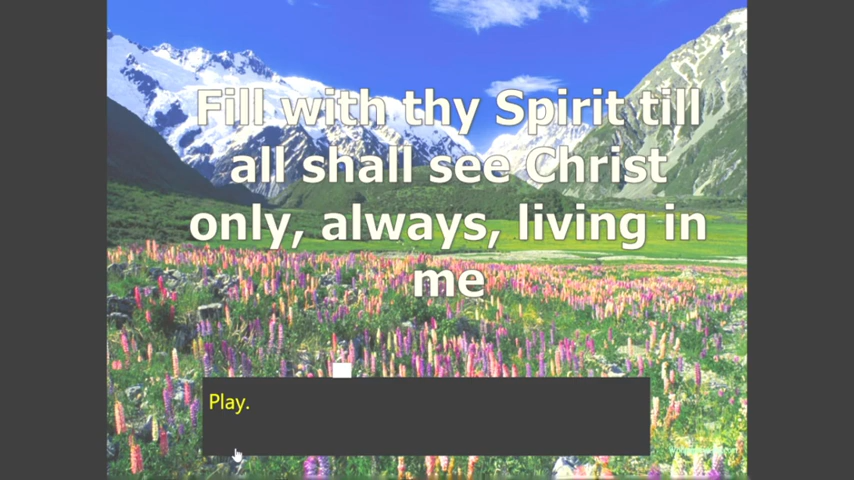 Fill with thy Spirit till
all shall see Christ
only, always, living in
me
Play.